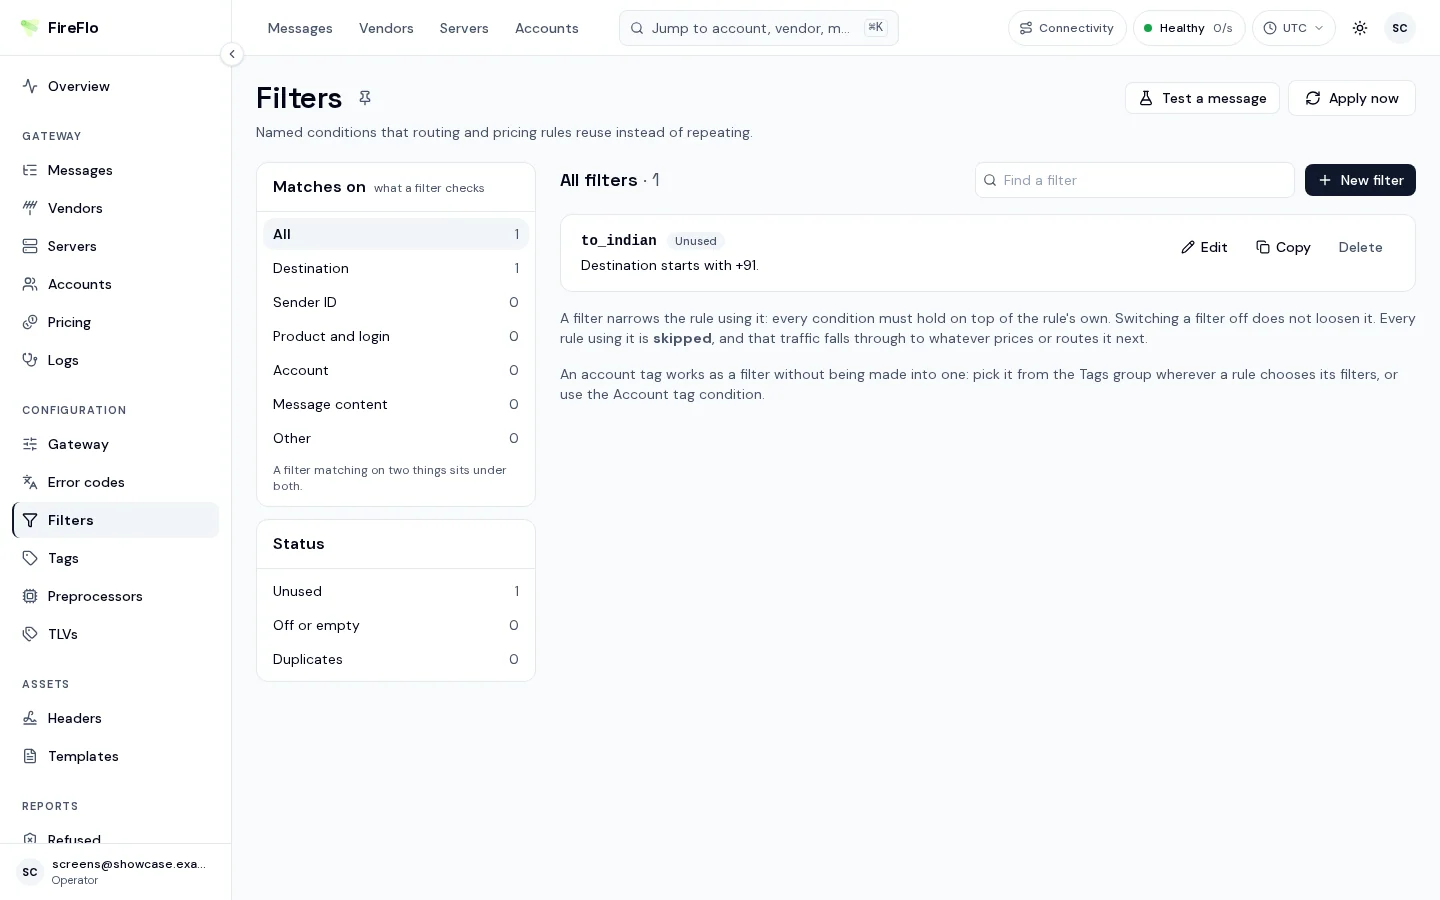 FireFlo
Messages
Vendors
Servers
Accounts
Jump to account, vendor, m...
⌘K
Connectivity
Healthy 0/s
UTC
SC
Overview
GATEWAY
Messages
Vendors
Servers
Accounts
Pricing
Logs
CONFIGURATION
Gateway
Error codes
Filters
Tags
Preprocessors
TLVs
ASSETS
Headers
Templates
REPORTS
Refused
SC
screens@showcase.exa...
Operator
Filters
Named conditions that routing and pricing rules reuse instead of repeating.
Test a message
Apply now
Matches on what a filter checks
All 1
Destination 1
Sender ID 0
Product and login 0
Account 0
Message content 0
Other 0
A filter matching on two things sits under
both.
Status
Unused 1
Off or empty 0
Duplicates 0
All filters · 1
Find a filter
New filter
to_indian Unused
Destination starts with +91.
Edit
Copy
Delete
A filter narrows the rule using it: every condition must hold on top of the rule's own. Switching a filter off does not loosen it. Every
rule using it is skipped, and that traffic falls through to whatever prices or routes it next.
An account tag works as a filter without being made into one: pick it from the Tags group wherever a rule chooses its filters, or
use the Account tag condition.